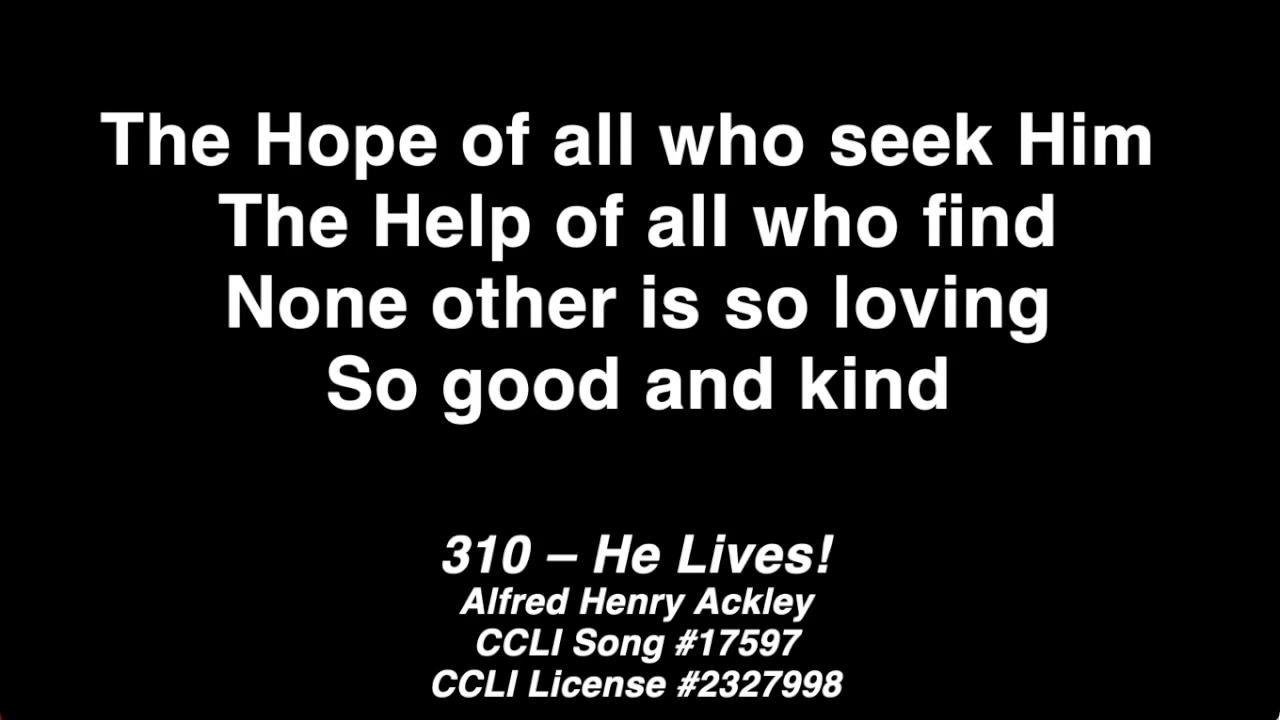 The Hope of all who seek Him
The Help of all who find
None other is so loving
So good and kind
310 – He Lives!
Alfred Henry Ackley
CCLI Song #17597
CCLI License #2327998